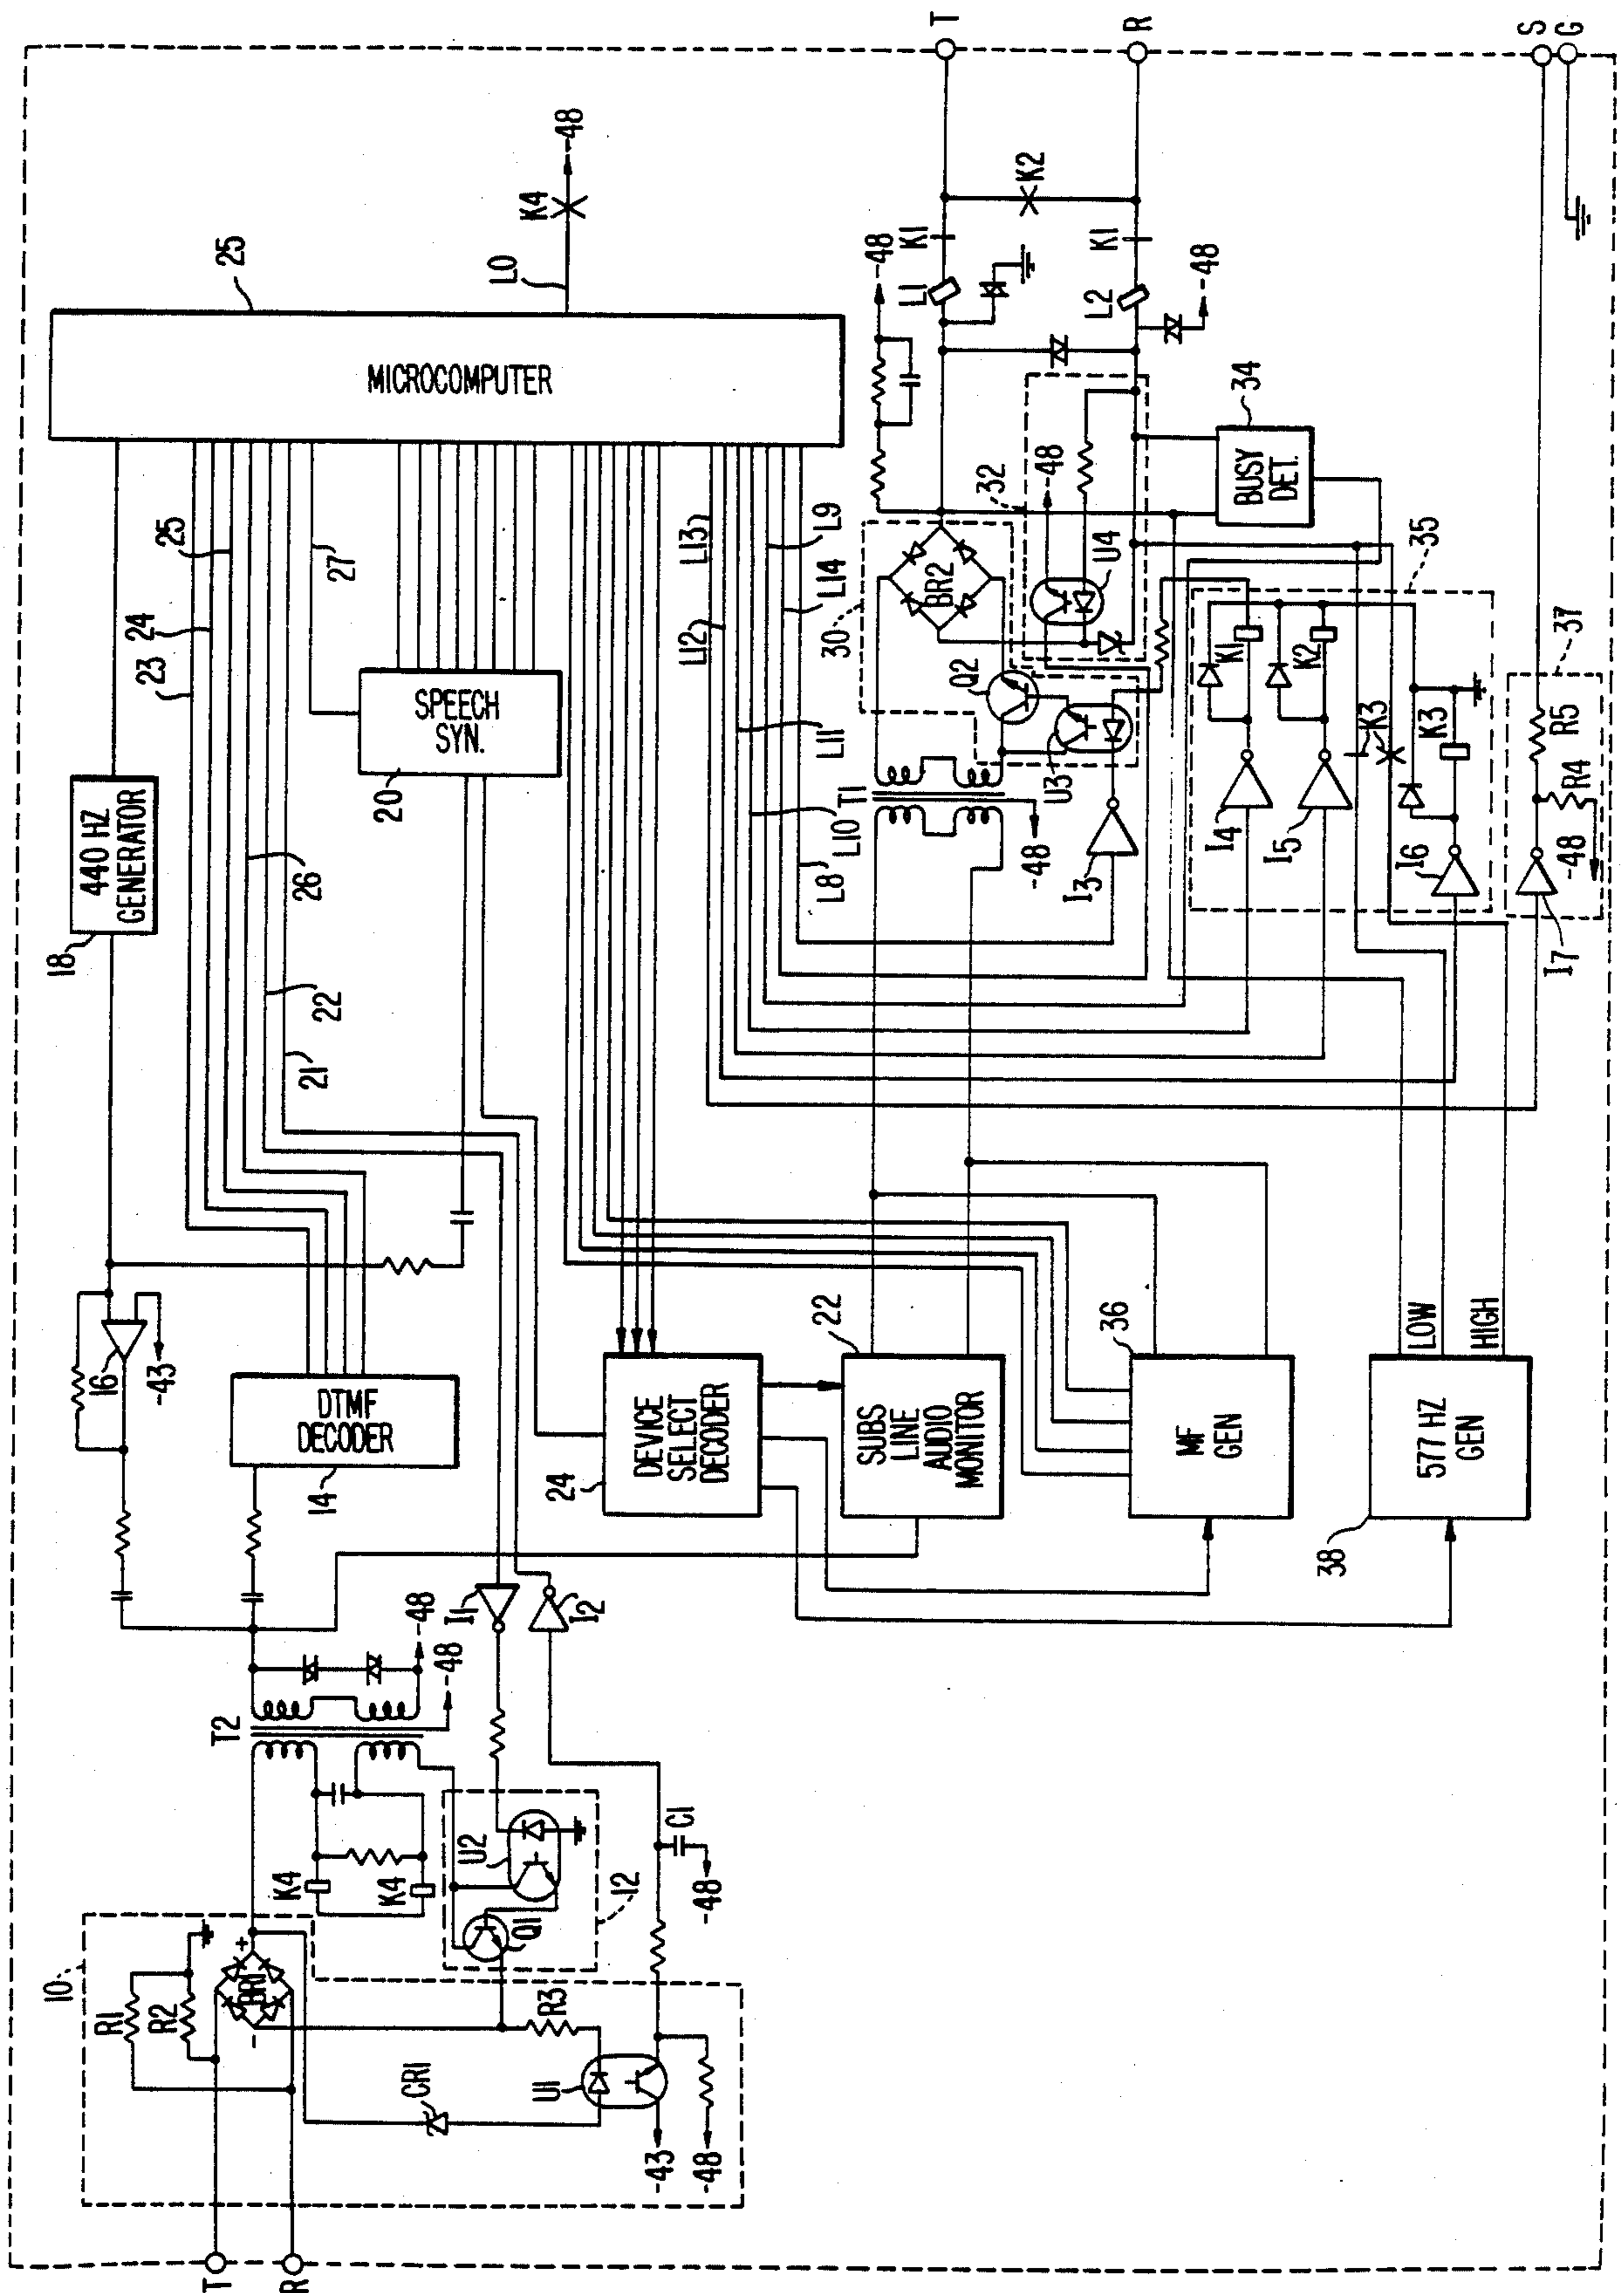 10
R1
R2
BR1
+
-
T
R
CR1
U1
R3
-43
-48
Q1
U2
12
K4
K4
T2
-48
-48
C1
-48
I1
I2
14
DTMF
DECODER
16
-43
18
440 HZ
GENERATOR
23
24
25
26
22
21
27
20
SPEECH
SYN.
25
MICROCOMPUTER
L0
K4
-48
24
DEVICE
SELECT
DECODER
22
SUBS
LINE
AUDIO
MONITOR
36
MF
GEN
38
577 HZ
GEN
LOW
HIGH
L13
L12
L11
L10
L8
L9
L14
T1
-48
I3
U3
Q2
30
BR2
32
-48
U4
-48
L1
K1
L2
K1
K2
-48
T
R
34
BUSY
DET.
35
I4
K1
I5
K2
K3
I6
K3
I7
-48
R4
R5
37
S
G